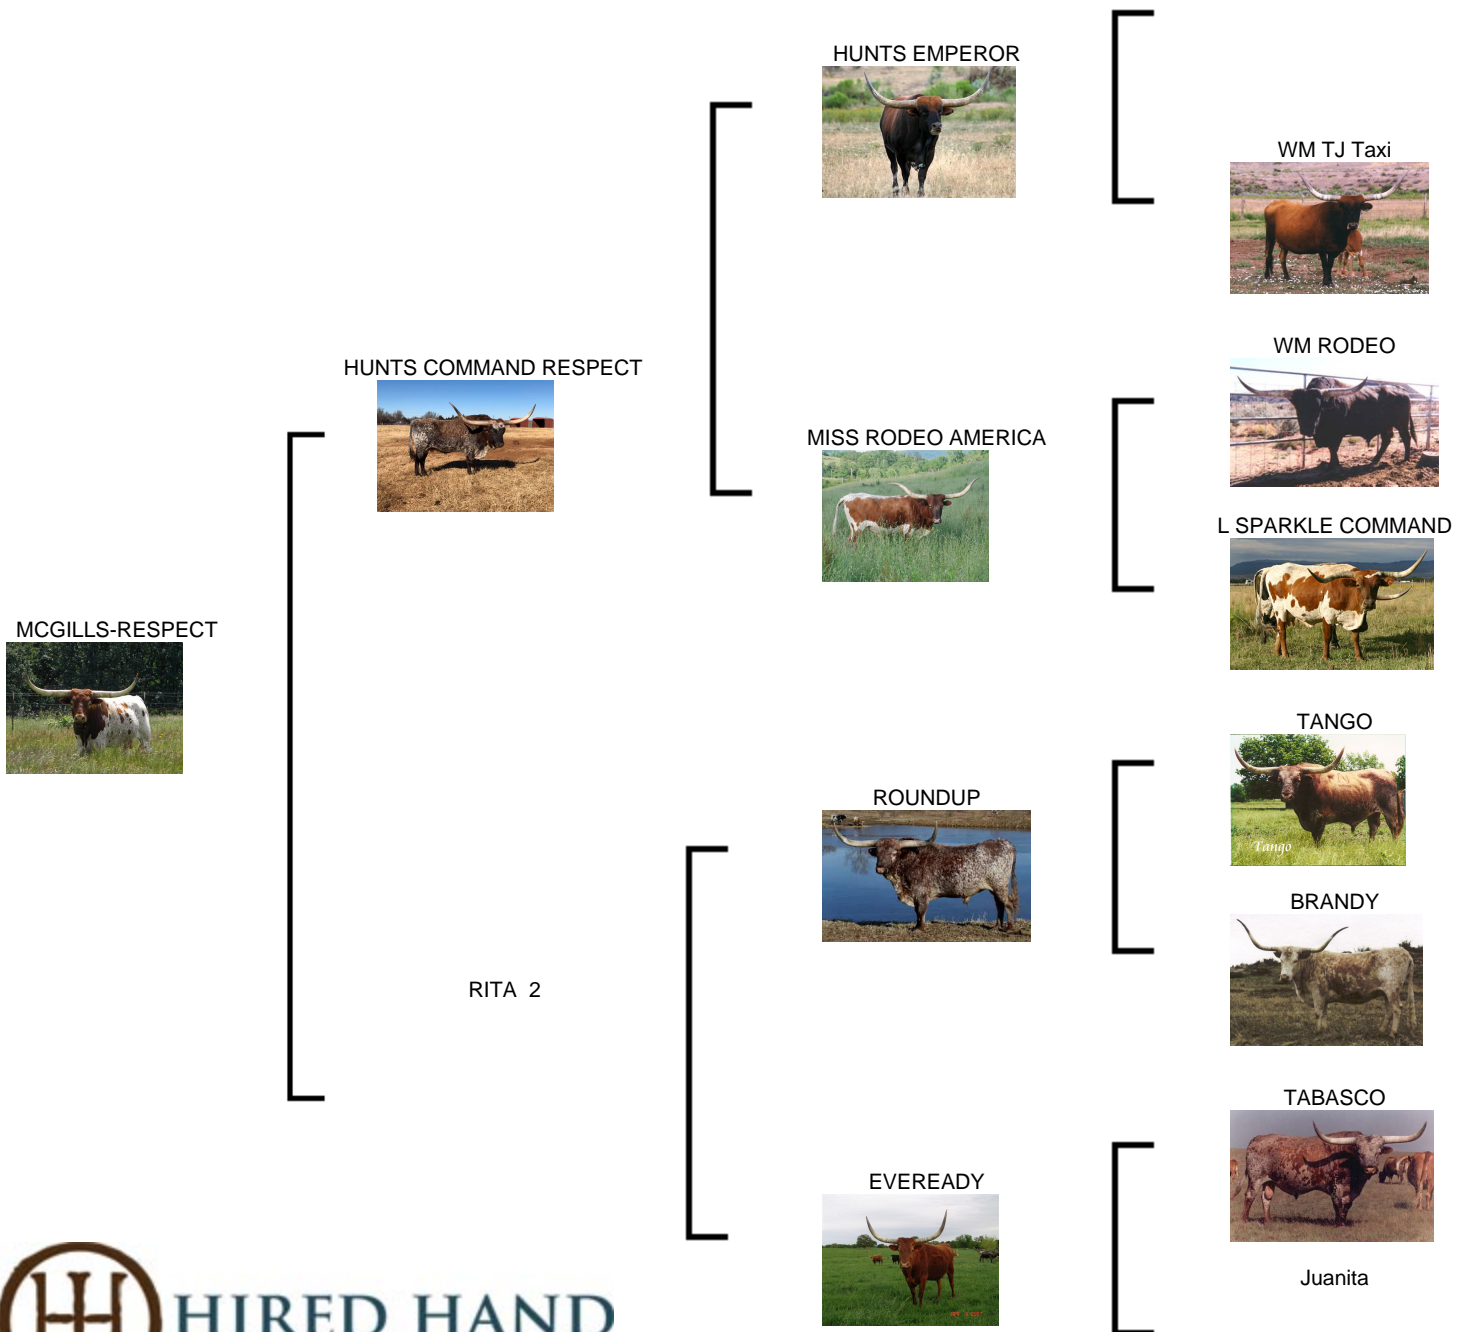 HUNTS EMPEROR
WM TJ Taxi
WM RODEO
HUNTS COMMAND RESPECT
MISS RODEO AMERICA
L SPARKLE COMMAND
MCGILLS-RESPECT
TANGO
Tango
ROUNDUP
BRANDY
RITA 2
TABASCO
EVEREADY
Juanita
HIRED HAND